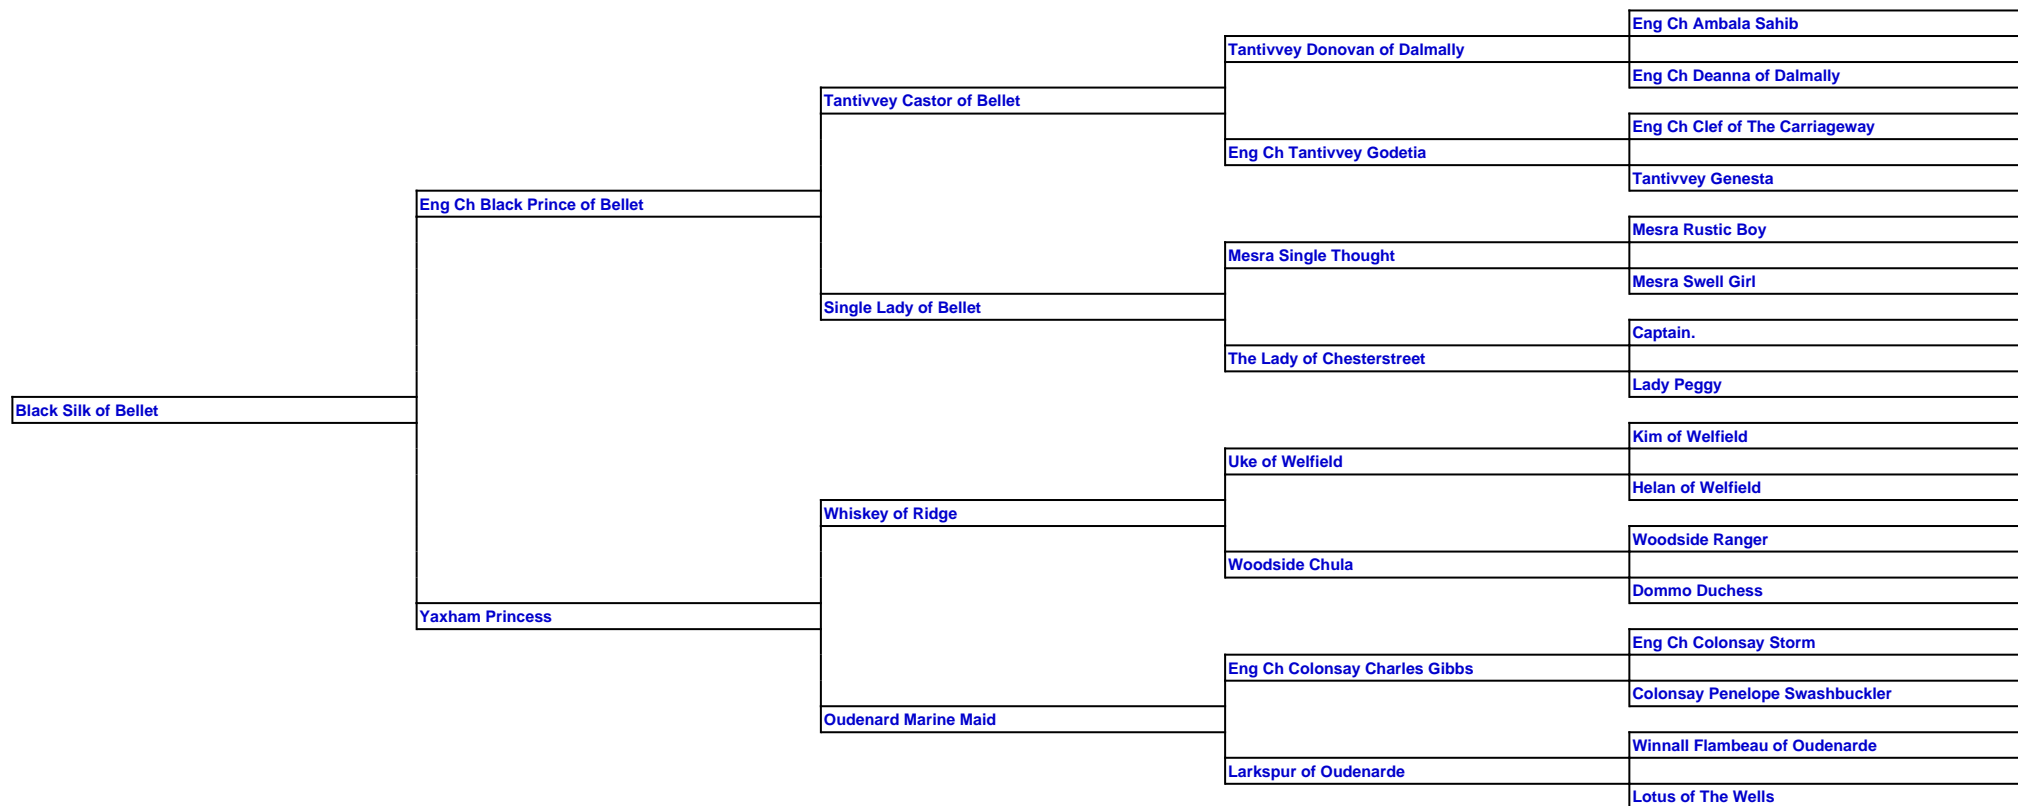 Eng Ch Ambala Sahib
Tantivvey Donovan of Dalmally
Eng Ch Deanna of Dalmally
Tantivvey Castor of Bellet
Eng Ch Clef of The Carriageway
Eng Ch Tantivvey Godetia
Tantivvey Genesta
Eng Ch Black Prince of Bellet
Mesra Rustic Boy
Mesra Single Thought
Mesra Swell Girl
Single Lady of Bellet
Captain.
The Lady of Chesterstreet
Lady Peggy
Black Silk of Bellet
Kim of Welfield
Uke of Welfield
Helan of Welfield
Whiskey of Ridge
Woodside Ranger
Woodside Chula
Dommo Duchess
Yaxham Princess
Eng Ch Colonsay Storm
Eng Ch Colonsay Charles Gibbs
Colonsay Penelope Swashbuckler
Oudenard Marine Maid
Winnall Flambeau of Oudenarde
Larkspur of Oudenarde
Lotus of The Wells